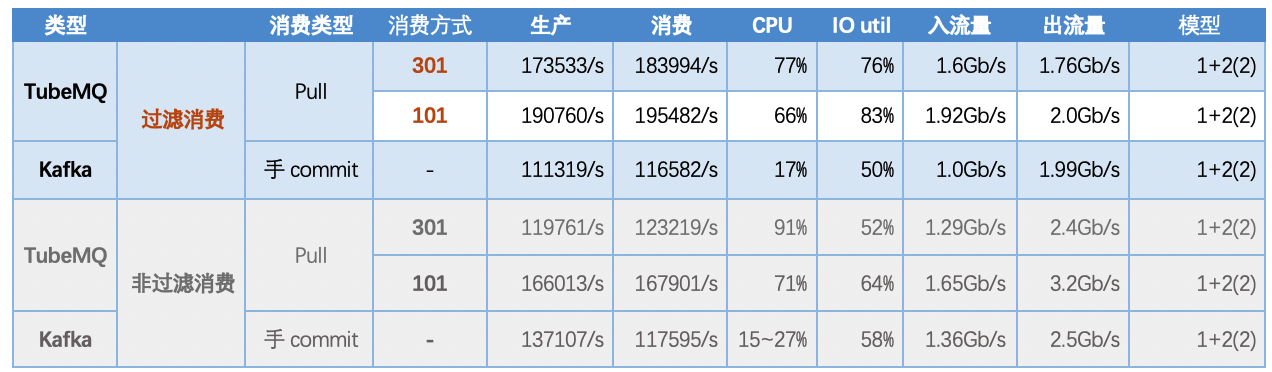 类型 消费类型 消费方式 生产 消费 CPU IO util 入流量 出流量 模型
TubeMQ 过滤消费 Pull 301 173533/s 183994/s 77% 76% 1.6Gb/s 1.76Gb/s 1+2(2)
101 190760/s 195482/s 66% 83% 1.92Gb/s 2.0Gb/s 1+2(2)
Kafka 手 commit - 111319/s 116582/s 17% 50% 1.0Gb/s 1.99Gb/s 1+2(2)
TubeMQ 非过滤消费 Pull 301 119761/s 123219/s 91% 52% 1.29Gb/s 2.4Gb/s 1+2(2)
101 166013/s 167901/s 71% 64% 1.65Gb/s 3.2Gb/s 1+2(2)
Kafka 手 commit - 137107/s 117595/s 15~27% 58% 1.36Gb/s 2.5Gb/s 1+2(2)